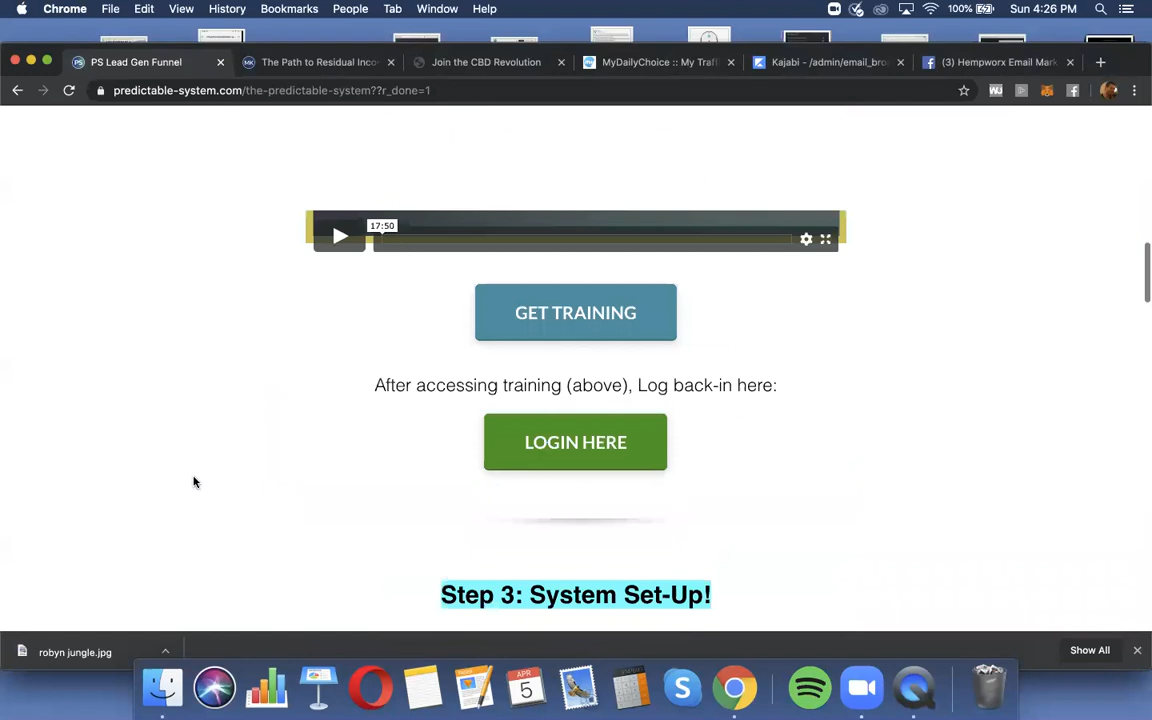 Chrome File Edit View History Bookmarks People Tab Window Help 100% Sun 4:26 PM
PS Lead Gen Funnel The Path to Residual Inco Join the CBD Revolution MyDailyChoice :: My Traf Kajabi - /admin/email_bro (3) Hempworx Email Mark
predictable-system.com/the-predictable-system??r_done=1
17:50
GET TRAINING
After accessing training (above), Log back-in here:
LOGIN HERE
Step 3: System Set-Up!
robyn jungle.jpg Show All
APR
5